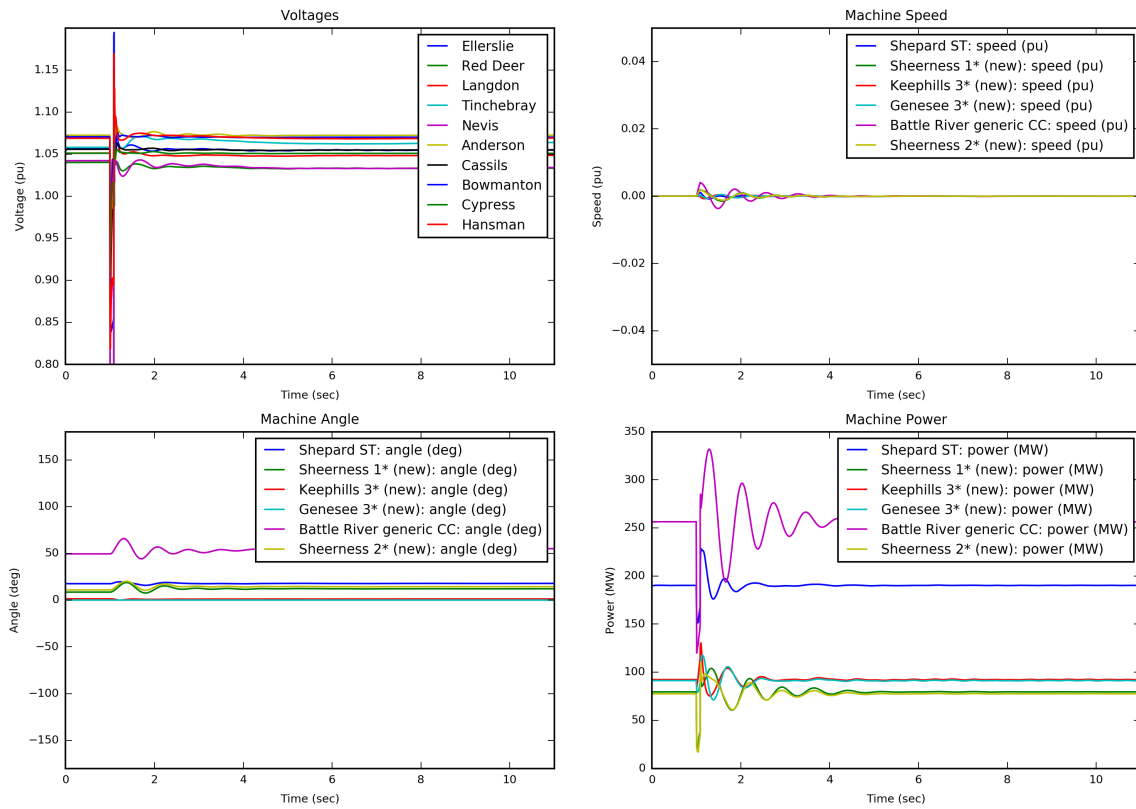 Voltages
1.15
1.10
1.05
1.00
0.95
0.90
0.85
0.80
Voltage (pu)
0
2
4
6
8
10
Time (sec)
Ellerslie
Red Deer
Langdon
Tinchebray
Nevis
Anderson
Cassils
Bowmanton
Cypress
Hansman
Machine Speed
0.04
0.02
0.00
−0.02
−0.04
Speed (pu)
0
2
4
6
8
10
Time (sec)
Shepard ST: speed (pu)
Sheerness 1* (new): speed (pu)
Keephills 3* (new): speed (pu)
Genesee 3* (new): speed (pu)
Battle River generic CC: speed (pu)
Sheerness 2* (new): speed (pu)
Machine Angle
150
100
50
0
−50
−100
−150
Angle (deg)
0
2
4
6
8
10
Time (sec)
Shepard ST: angle (deg)
Sheerness 1* (new): angle (deg)
Keephills 3* (new): angle (deg)
Genesee 3* (new): angle (deg)
Battle River generic CC: angle (deg)
Sheerness 2* (new): angle (deg)
Machine Power
350
300
250
200
150
100
50
0
Power (MW)
0
2
4
6
8
10
Time (sec)
Shepard ST: power (MW)
Sheerness 1* (new): power (MW)
Keephills 3* (new): power (MW)
Genesee 3* (new): power (MW)
Battle River generic CC: power (MW)
Sheerness 2* (new): power (MW)